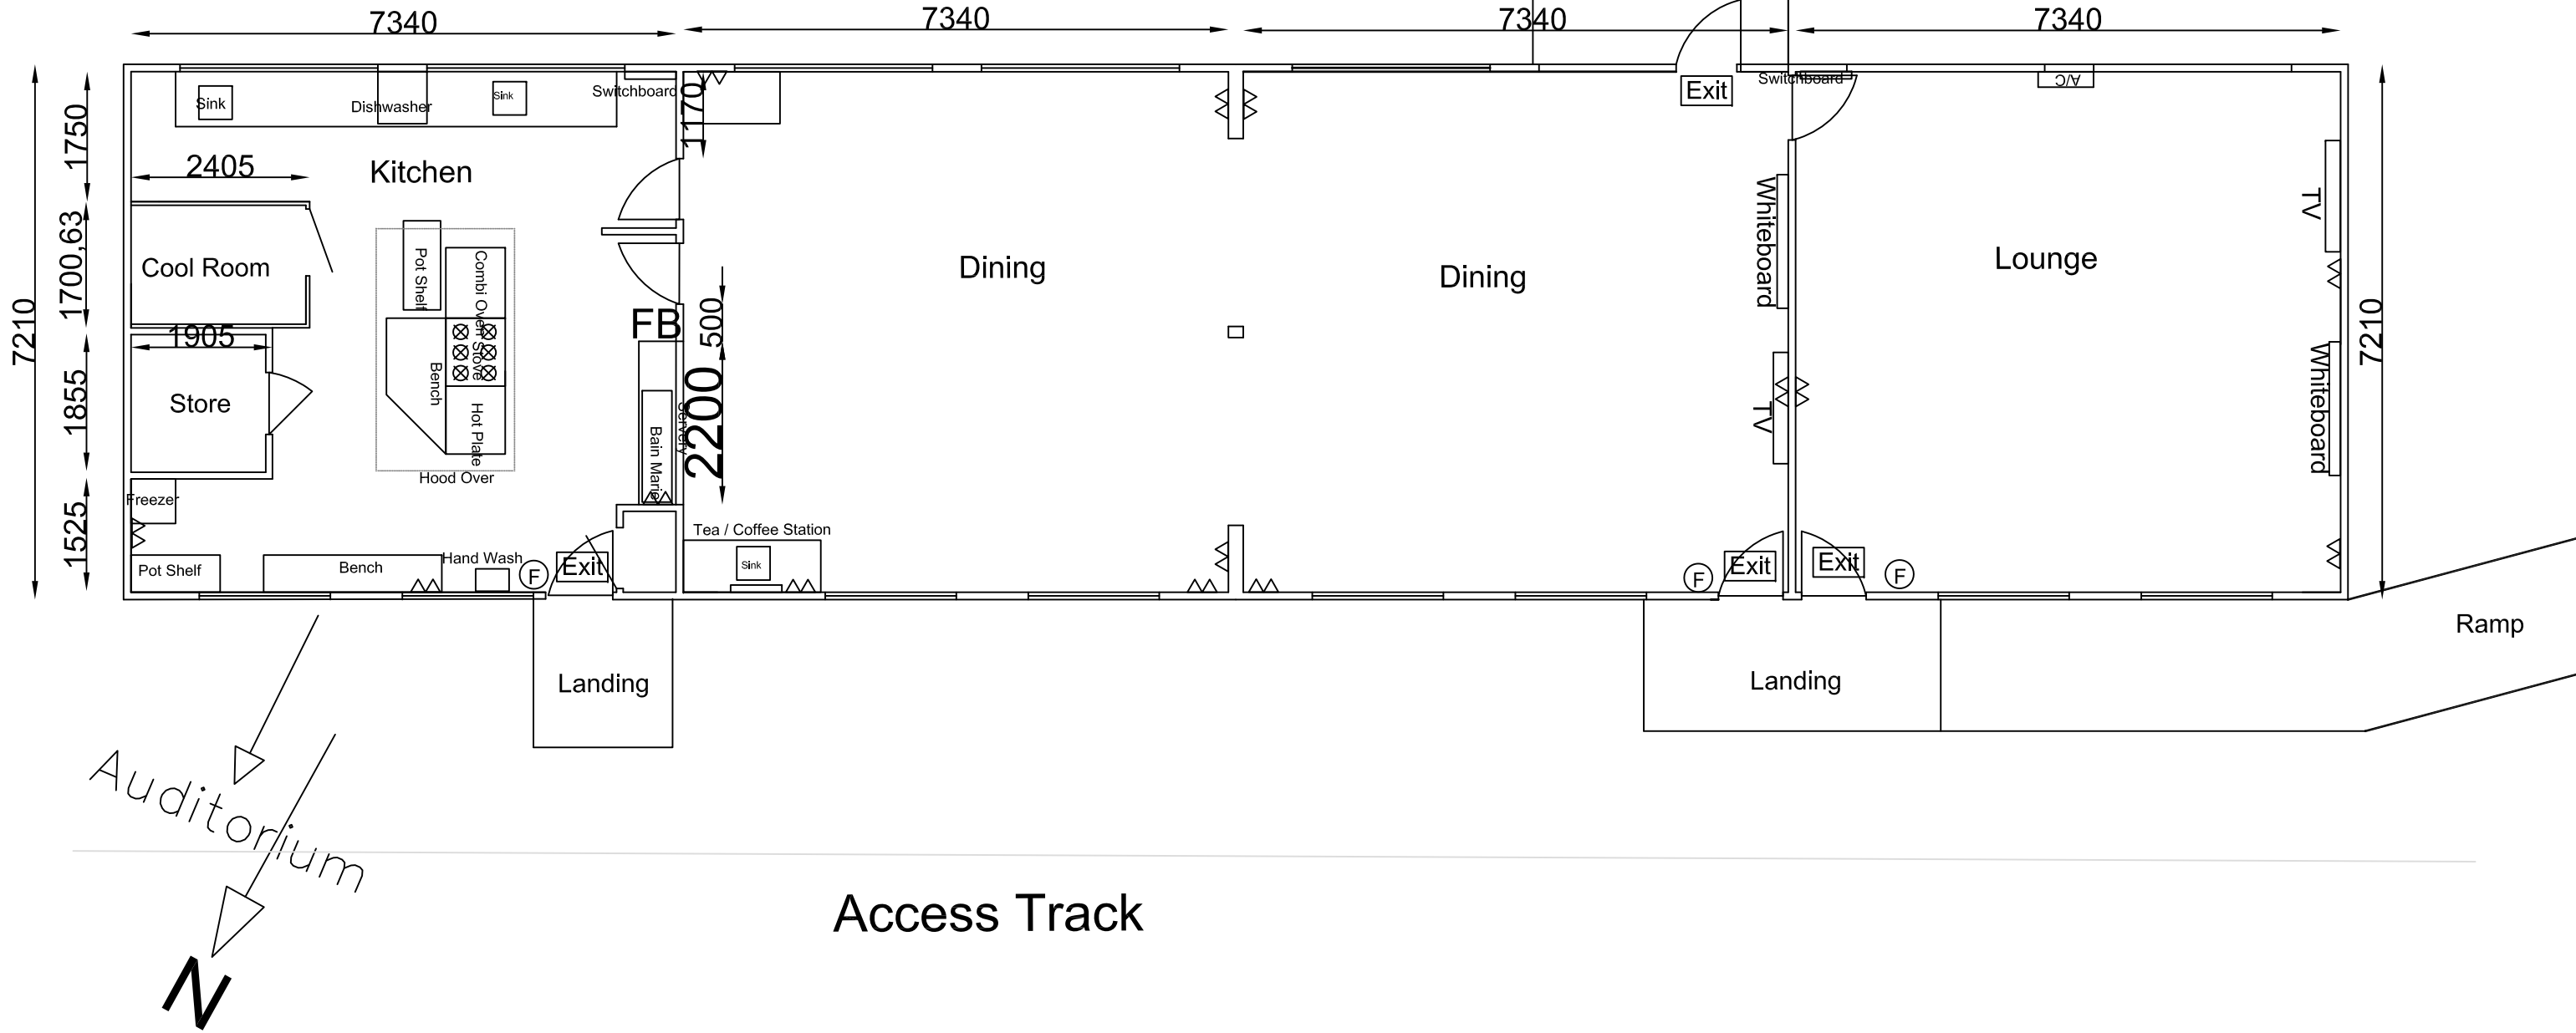 7340
7340
7340
7340
Sink
Dishwasher
Sink
Switchboard
1170
Exit
Switchboard
A/C
1750
2405
Kitchen
Whiteboard
TV
1700,63
Cool Room
Pot Shelf
Combi Oven
Dining
Dining
Lounge
7210
1905
Stove
FB
500
7210
1855
Store
Bench
Hot Plate
Bain Marie
Servery
2200
TV
Whiteboard
Hood Over
1525
Freezer
Tea / Coffee Station
Pot Shelf
Bench
Hand Wash
F
Exit
Sink
F
Exit
Exit
F
Ramp
Landing
Landing
Auditorium
Access Track
N